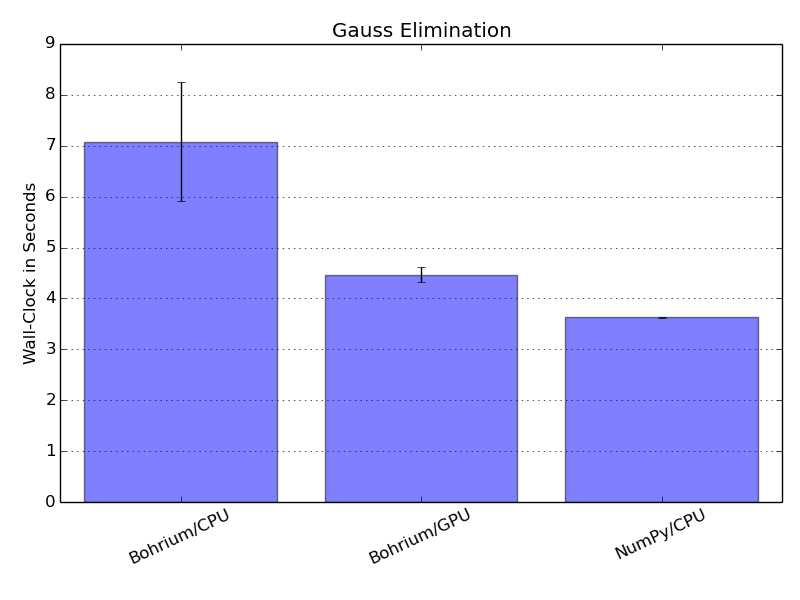 Gauss Elimination
Wall-Clock in Seconds
9
8
7
6
5
4
3
2
1
0
Bohrium/CPU
Bohrium/GPU
NumPy/CPU